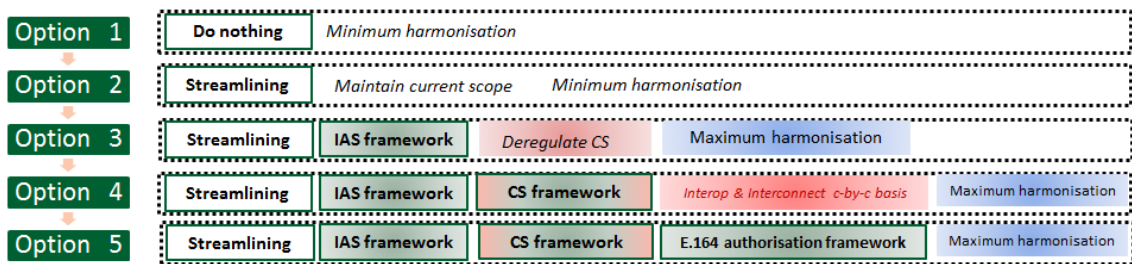 Option 1 Do nothing Minimum harmonisation
Option 2 Streamlining Maintain current scope Minimum harmonisation
Option 3 Streamlining IAS framework Deregulate CS Maximum harmonisation
Option 4 Streamlining IAS framework CS framework Interop & Interconnect c-by-c basis Maximum harmonisation
Option 5 Streamlining IAS framework CS framework E.164 authorisation framework Maximum harmonisation